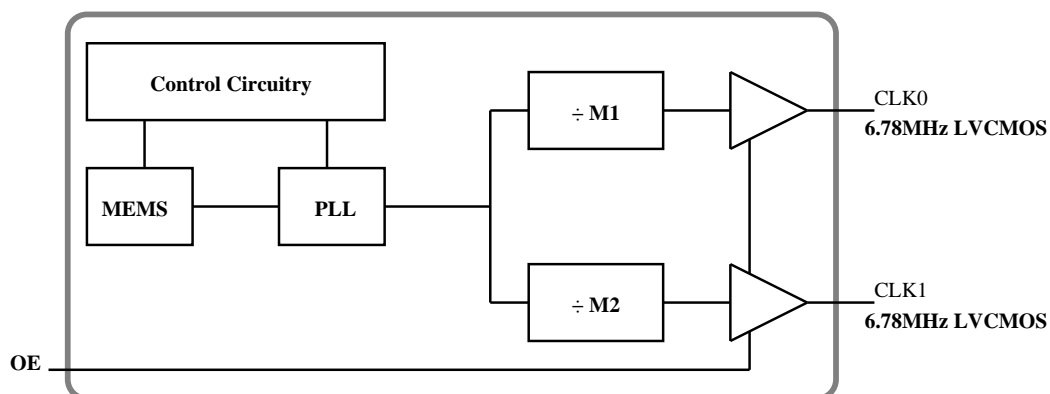 Control Circuitry
÷ M1
CLK0
6.78MHz LVCMOS
MEMS
PLL
÷ M2
CLK1
6.78MHz LVCMOS
OE